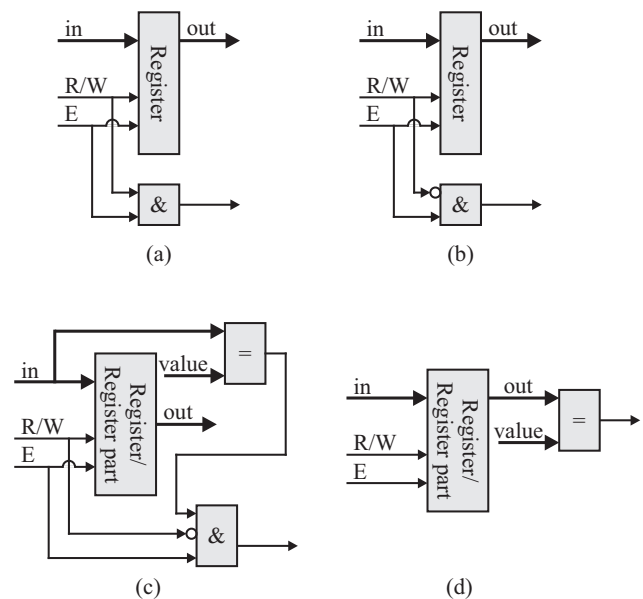 in
out
R/W
E
Register
&
(a)
in
out
R/W
E
Register
&
(b)
in
value
=
out
R/W
E
Register/
Register part
&
(c)
in
out
value
=
R/W
E
Register/
Register part
(d)